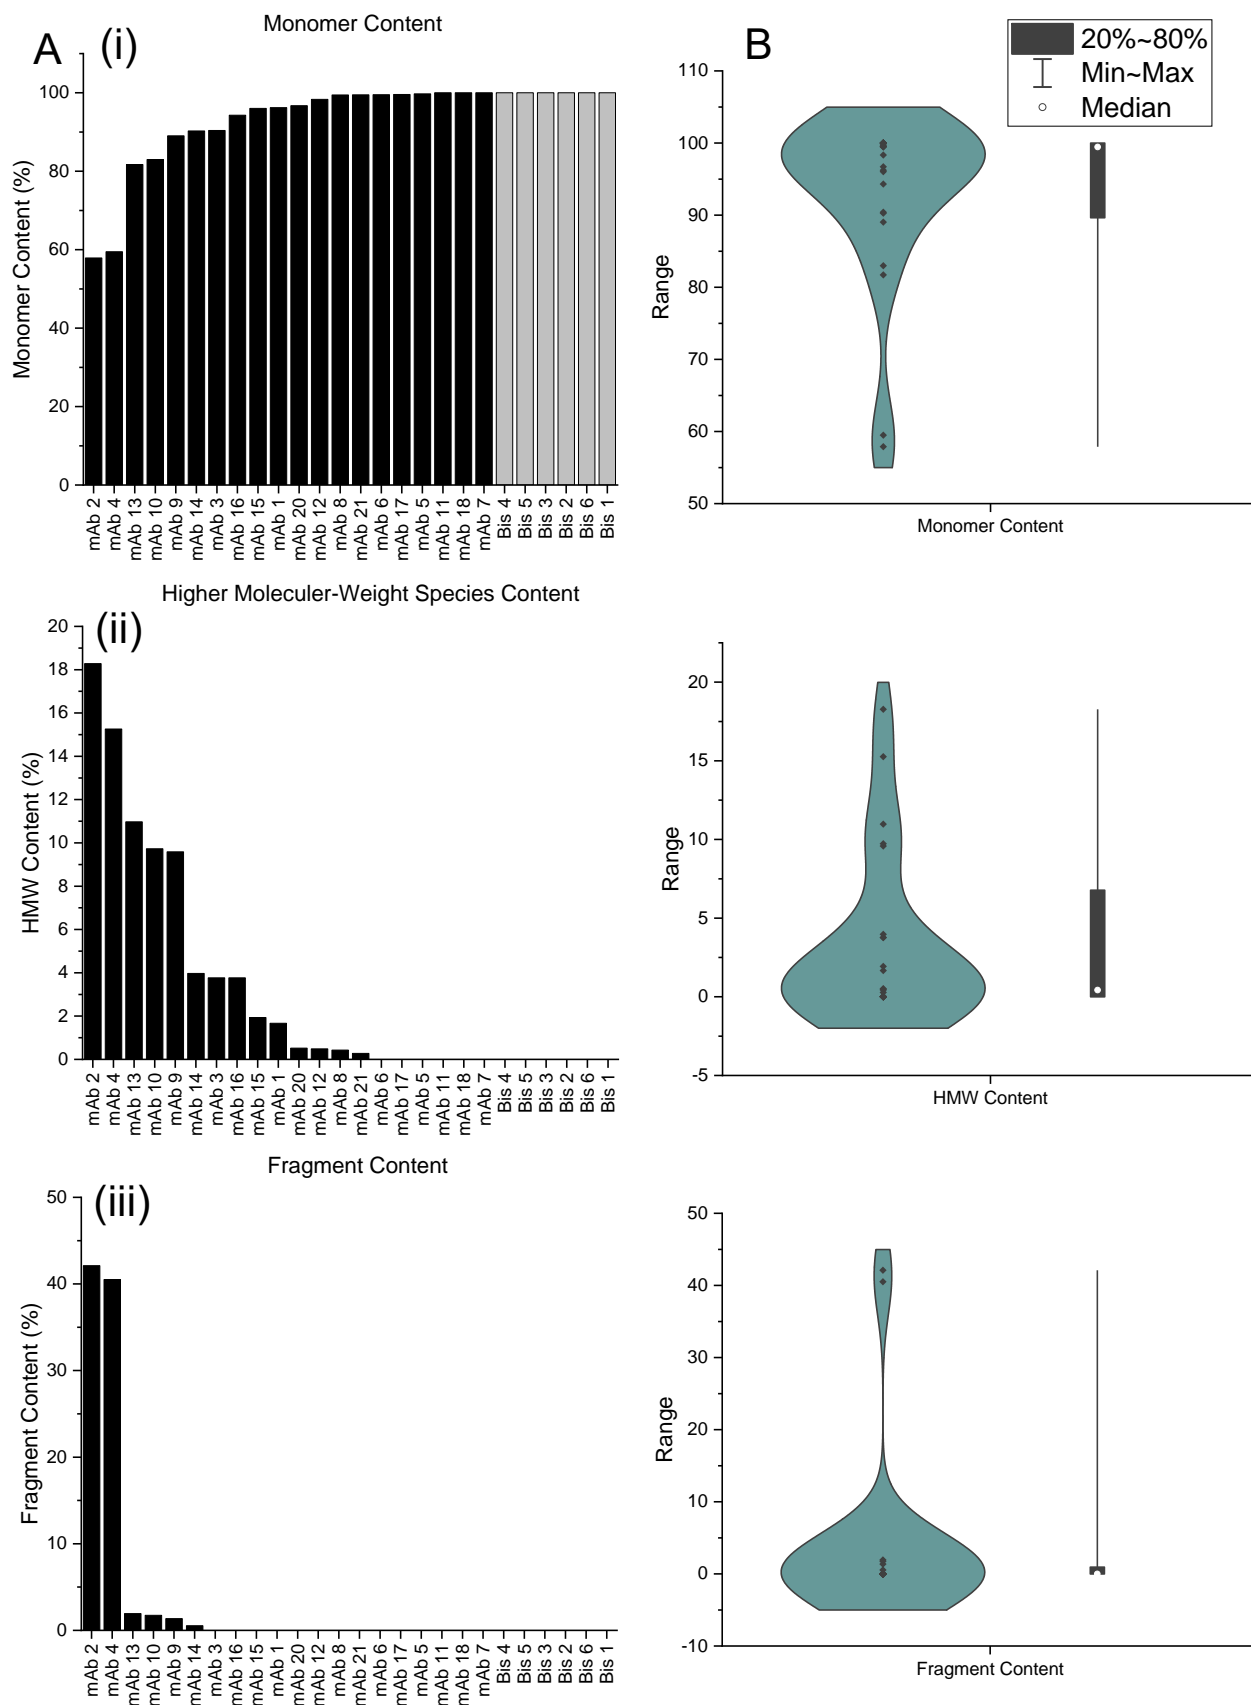 A
(i)
Monomer Content
Monomer Content (%)
100
80
60
40
20
0
mAb 2
mAb 4
mAb 13
mAb 10
mAb 9
mAb 14
mAb 3
mAb 16
mAb 15
mAb 1
mAb 20
mAb 12
mAb 8
mAb 21
mAb 6
mAb 17
mAb 5
mAb 11
mAb 18
mAb 7
Bis 4
Bis 5
Bis 3
Bis 2
Bis 6
Bis 1
B
20%~80%
Min~Max
Median
Range
110
100
90
80
70
60
50
Monomer Content
Higher Moleculer-Weight Species Content
(ii)
HMW Content (%)
20
18
16
14
12
10
8
6
4
2
0
mAb 2
mAb 4
mAb 13
mAb 10
mAb 9
mAb 14
mAb 3
mAb 16
mAb 15
mAb 1
mAb 20
mAb 12
mAb 8
mAb 21
mAb 6
mAb 17
mAb 5
mAb 11
mAb 18
mAb 7
Bis 4
Bis 5
Bis 3
Bis 2
Bis 6
Bis 1
Range
20
15
10
5
0
-5
HMW Content
Fragment Content
(iii)
Fragment Content (%)
50
40
30
20
10
0
mAb 2
mAb 4
mAb 13
mAb 10
mAb 9
mAb 14
mAb 3
mAb 16
mAb 15
mAb 1
mAb 20
mAb 12
mAb 8
mAb 21
mAb 6
mAb 17
mAb 5
mAb 11
mAb 18
mAb 7
Bis 4
Bis 5
Bis 3
Bis 2
Bis 6
Bis 1
Range
50
40
30
20
10
0
-10
Fragment Content